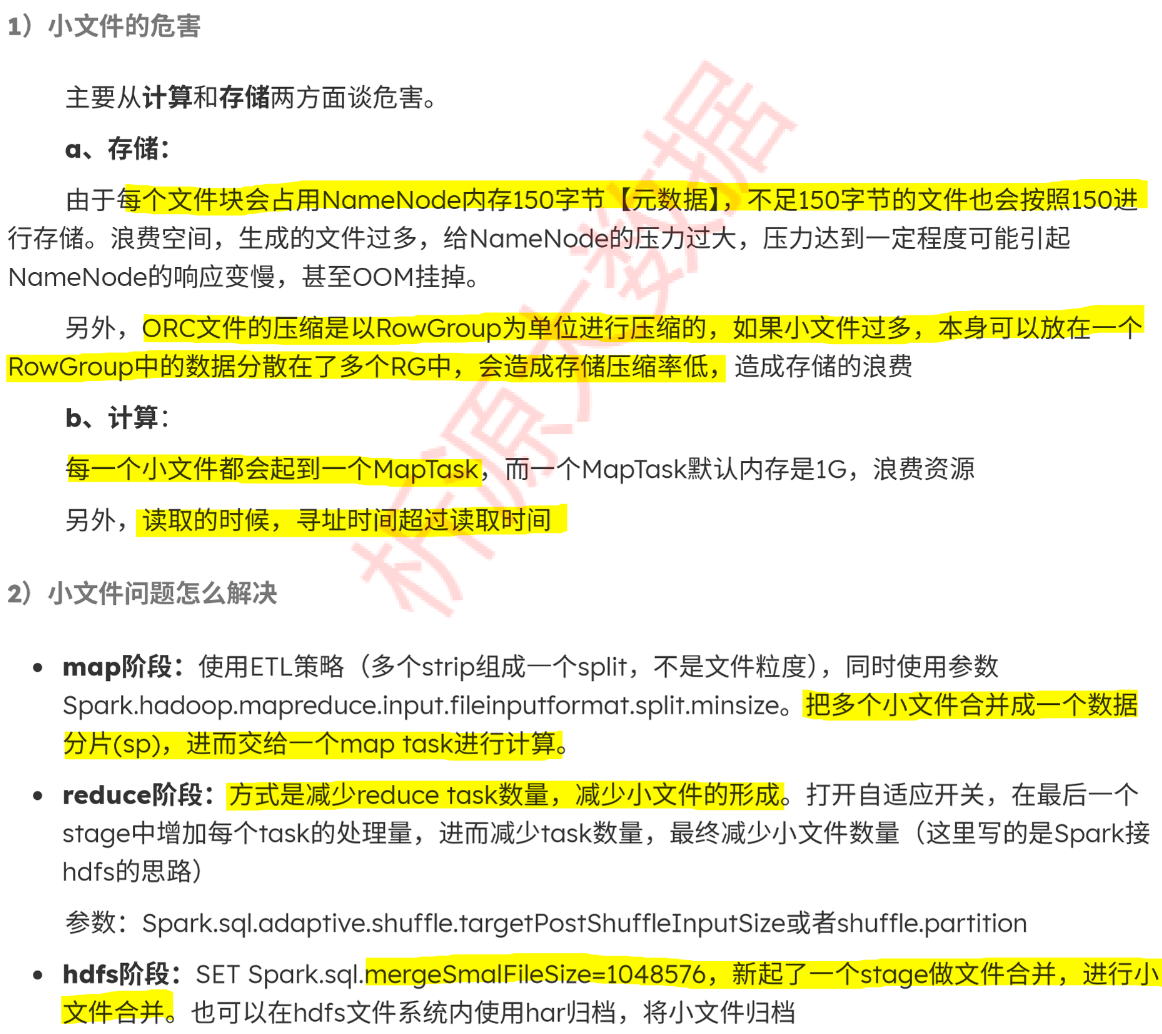 1）小文件的危害
主要从计算和存储两方面谈危害。
a、存储：
由于每个文件块会占用NameNode内存150字节【元数据】，不足150字节的文件也会按照150进
行存储。浪费空间，生成的文件过多，给NameNode的压力过大，压力达到一定程度可能引起
NameNode的响应变慢，甚至OOM挂掉。
另外，ORC文件的压缩是以RowGroup为单位进行压缩的，如果小文件过多，本身可以放在一个
RowGroup中的数据分散在了多个RG中，会造成存储压缩率低，造成存储的浪费
b、计算：
每一个小文件都会起到一个MapTask，而一个MapTask默认内存是1G，浪费资源
另外，读取的时候，寻址时间超过读取时间
2）小文件问题怎么解决
• map阶段：使用ETL策略（多个strip组成一个split，不是文件粒度），同时使用参数
Spark.hadoop.mapreduce.input.fileinputformat.split.minsize。把多个小文件合并成一个数据
分片(sp)，进而交给一个map task进行计算。
• reduce阶段：方式是减少reduce task数量，减少小文件的形成。打开自适应开关，在最后一个
stage中增加每个task的处理量，进而减少task数量，最终减少小文件数量（这里写的是Spark接
hdfs的思路）
参数：Spark.sql.adaptive.shuffle.targetPostShuffleInputSize或者shuffle.partition
• hdfs阶段：SET Spark.sql.mergeSmalFileSize=1048576，新起了一个stage做文件合并，进行小
文件合并。也可以在hdfs文件系统内使用har归档，将小文件归档
析源大数据